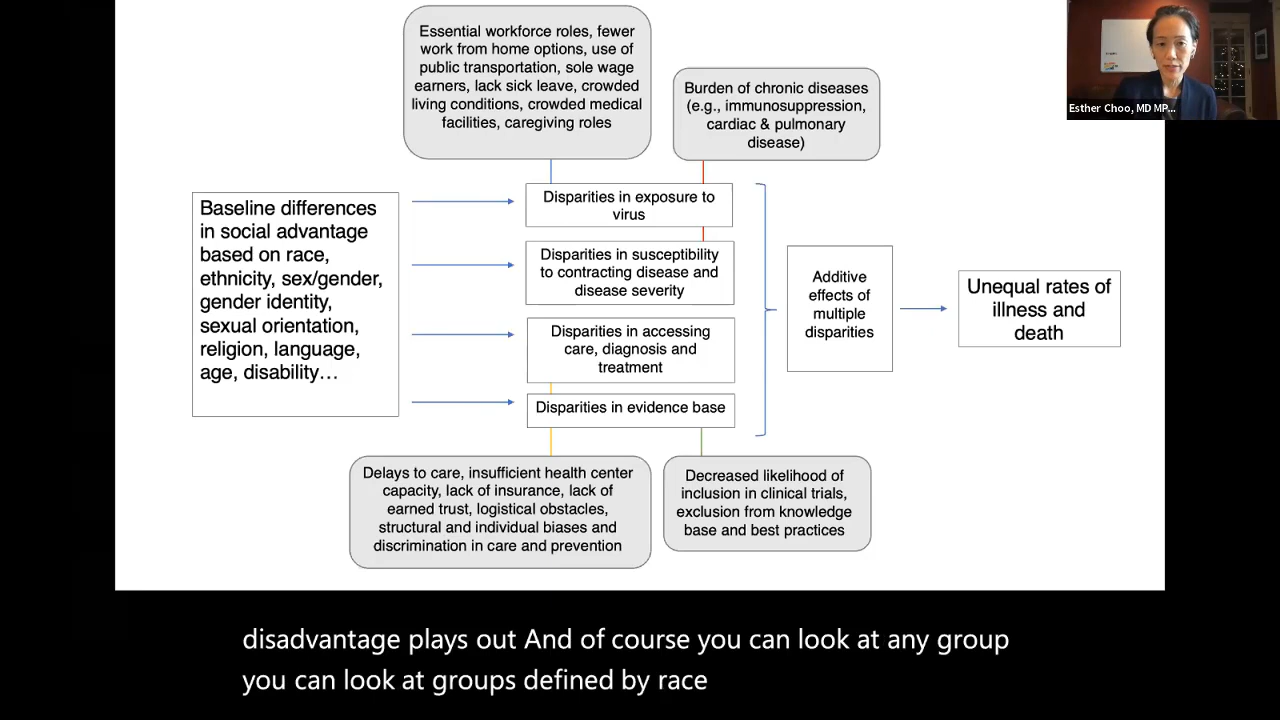 Essential workforce roles, fewer
work from home options, use of
public transportation, sole wage
earners, lack sick leave, crowded
living conditions, crowded medical
facilities, caregiving roles
Burden of chronic diseases
(e.g., immunosuppression,
cardiac & pulmonary
disease)
Esther Choo, MD MP...
Baseline differences
in social advantage
based on race,
ethnicity, sex/gender,
gender identity,
sexual orientation,
religion, language,
age, disability…
Disparities in exposure to
virus
Disparities in susceptibility
to contracting disease and
disease severity
Disparities in accessing
care, diagnosis and
treatment
Disparities in evidence base
Additive
effects of
multiple
disparities
Unequal rates of
illness and
death
Delays to care, insufficient health center
capacity, lack of insurance, lack of
earned trust, logistical obstacles,
structural and individual biases and
discrimination in care and prevention
Decreased likelihood of
inclusion in clinical trials,
exclusion from knowledge
base and best practices
disadvantage plays out And of course you can look at any group
you can look at groups defined by race